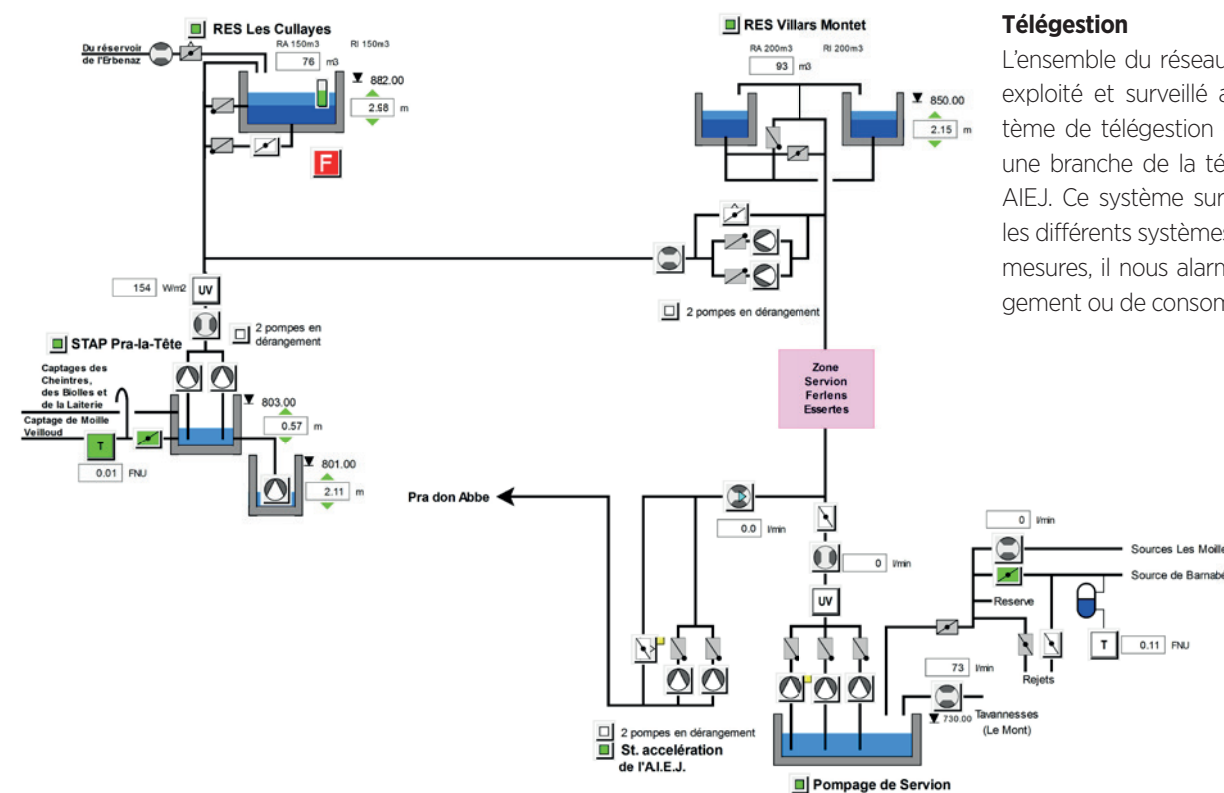 RES Les Cullayes
RA 150m3
RI 150m3
Du réservoir
de l'Erbenaz
76 m3
882.00
2.98 m
F
RES Villars Montet
RA 200m3
RI 200m3
93 m3
850.00
2.15 m
154 W/m2
UV
2 pompes en
dérangement
2 pompes en dérangement
STAP Pra-la-Tête
Captages des
Cheintres,
des Biolles et
de la Laiterie
Captage de Moille
Veilloud
T
0.01 FNU
803.00
0.57 m
801.00
2.11 m
Zone
Servion
Ferlens
Essertes
Pra don Abbe
0.0 l/min
0 l/min
UV
0 l/min
Sources Les Moille
Source de Barnabé
Reserve
T
0.11 FNU
Rejets
73 l/min
730.00
Tavannesses
(Le Mont)
2 pompes en dérangement
St. accelération
de l'A.I.E.J.
Pompage de Servion
Télégestion
L'ensemble du réseau
exploité et surveillé a
tème de télégestion
une branche de la té
AIEJ. Ce système sur
les différents systèmes
mesures, il nous alarm
gement ou de consom